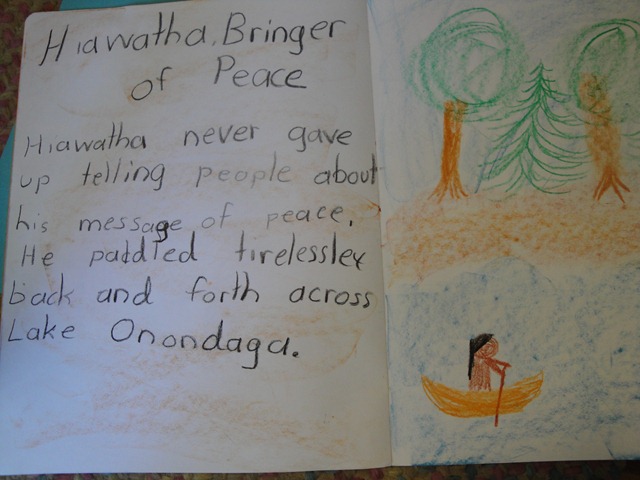 Hiawatha, Bringer
of Peace
Hiawatha never gave
up telling people about
his message of peace.
He paddled tirelessley
back and forth across
Lake Onondaga.